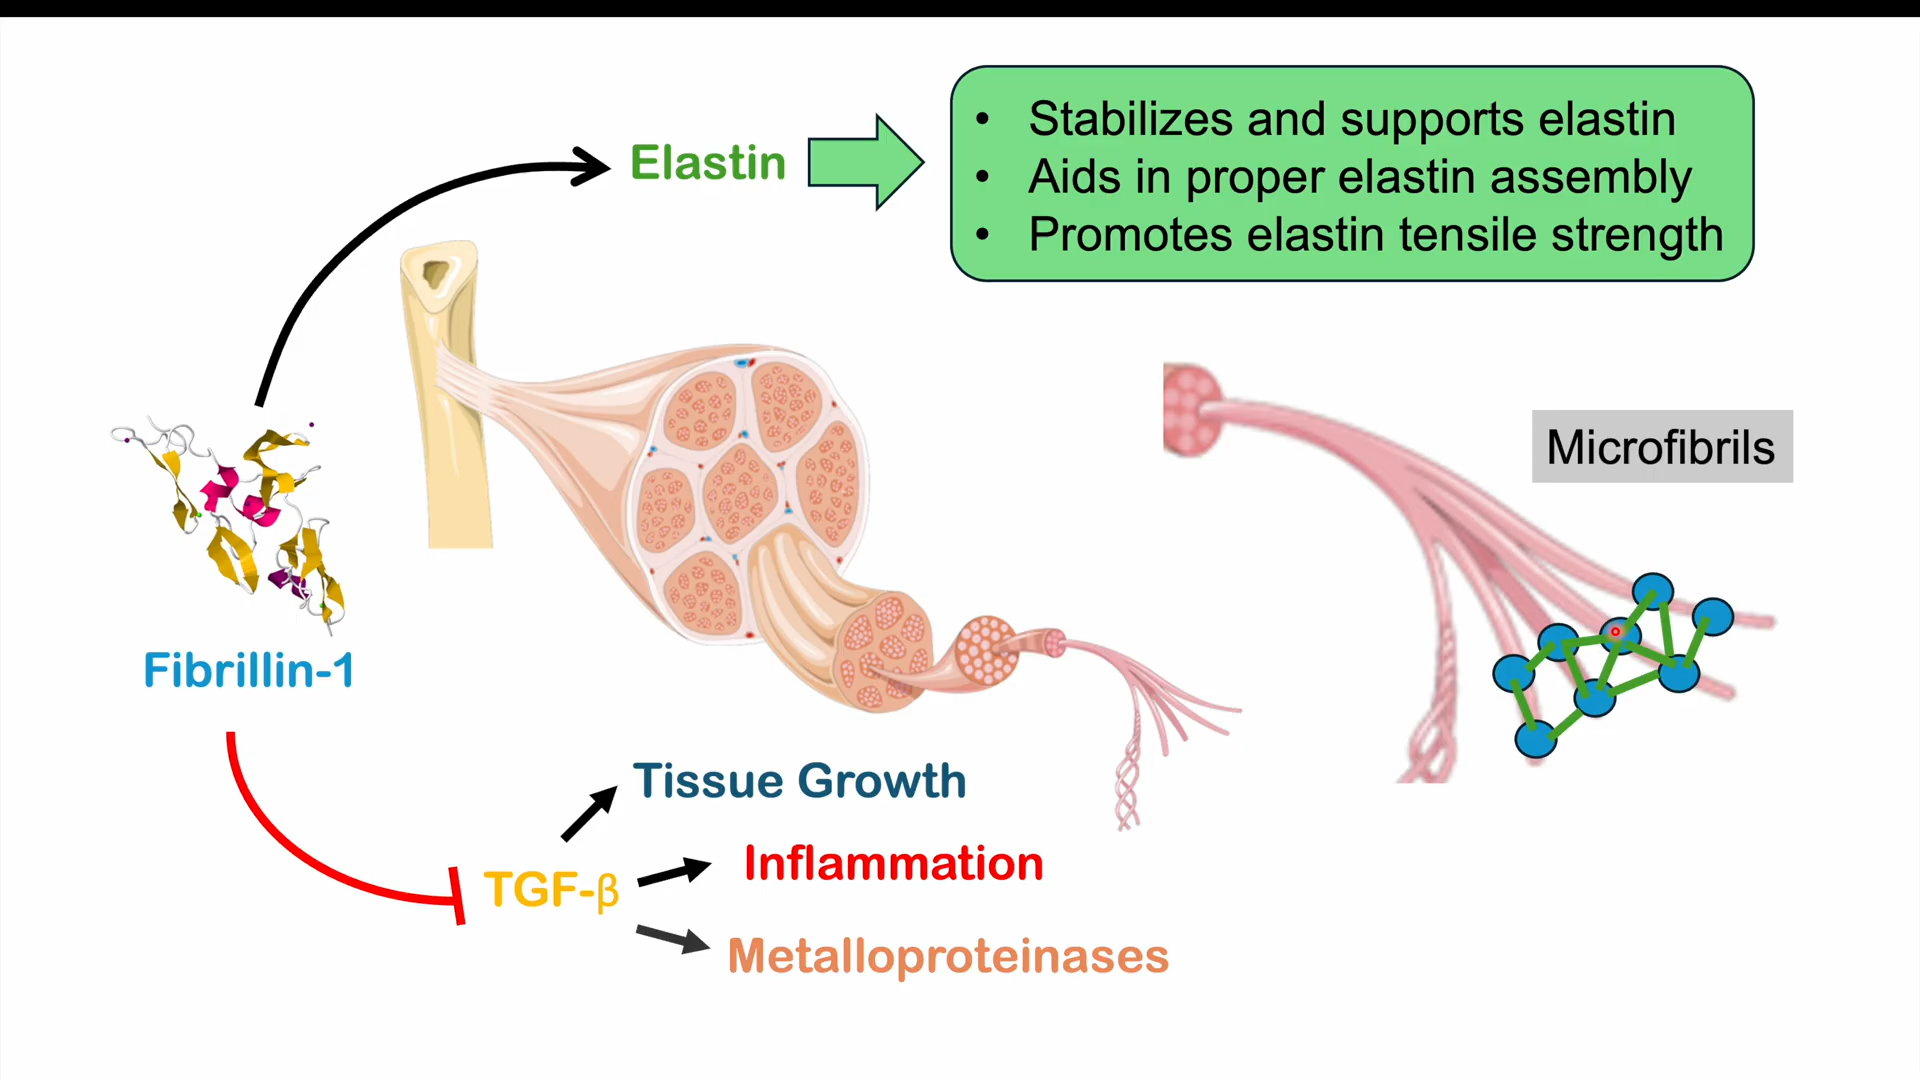 Elastin
• Stabilizes and supports elastin
• Aids in proper elastin assembly
• Promotes elastin tensile strength
Microfibrils
Fibrillin-1
Tissue Growth
Inflammation
TGF-β
Metalloproteinases